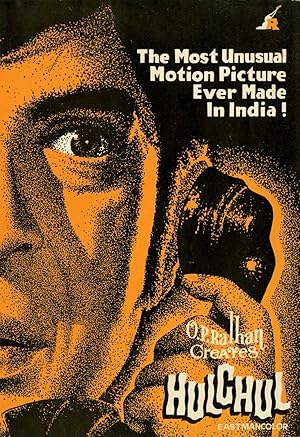 The Most Unusual
Motion Picture
Ever Made
In India!
O.P. Ralhan
Creates
HULCHUL
EASTMANCOLOR